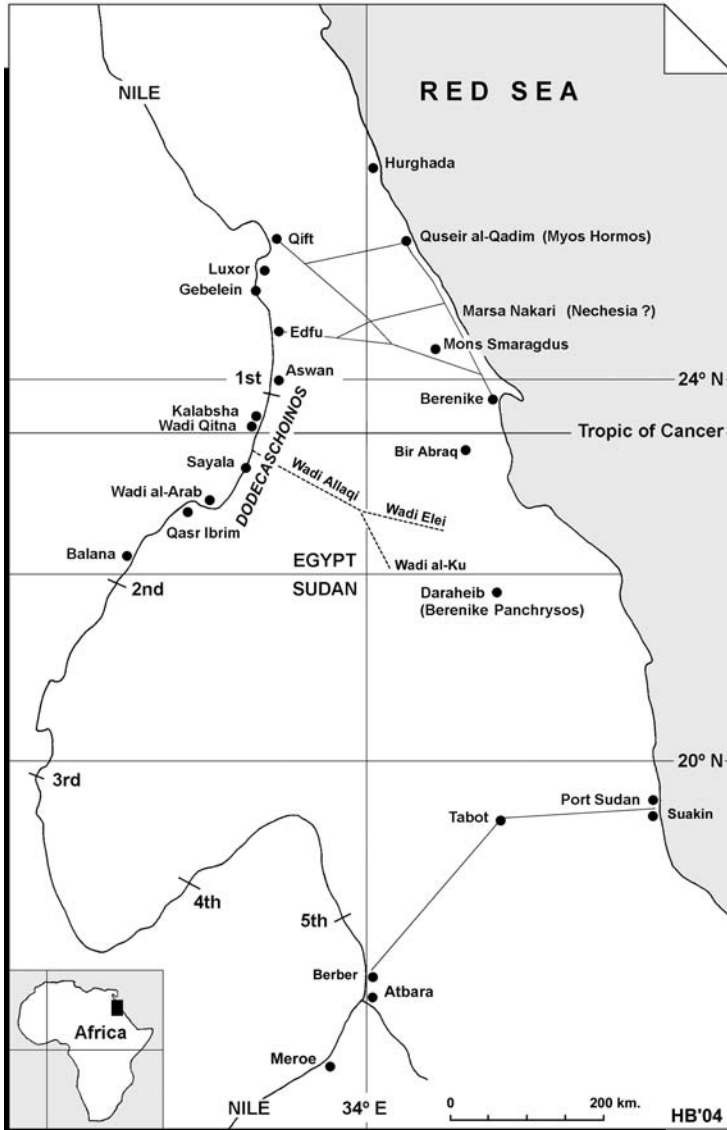 RED SEA
NILE
Hurghada
Qift
Quseir al-Qadim (Myos Hormos)
Luxor
Gebelein
Marsa Nakari (Nechesia ?)
Edfu
Mons Smaragdus
1st
Aswan
24º N
Kalabsha
Berenike
Wadi Qitna
Tropic of Cancer
DODECASCHOINOS
Bir Abraq
Sayala
Wadi Allaqi
Wadi al-Arab
Wadi Elei
Qasr Ibrim
Balana
EGYPT
Wadi al-Ku
2nd
SUDAN
Daraheib
(Berenike Panchrysos)
20º N
3rd
Port Sudan
Tabot
Suakin
4th
5th
Berber
Atbara
Africa
Meroe
NILE
34º E
0
200 km.
HB'04